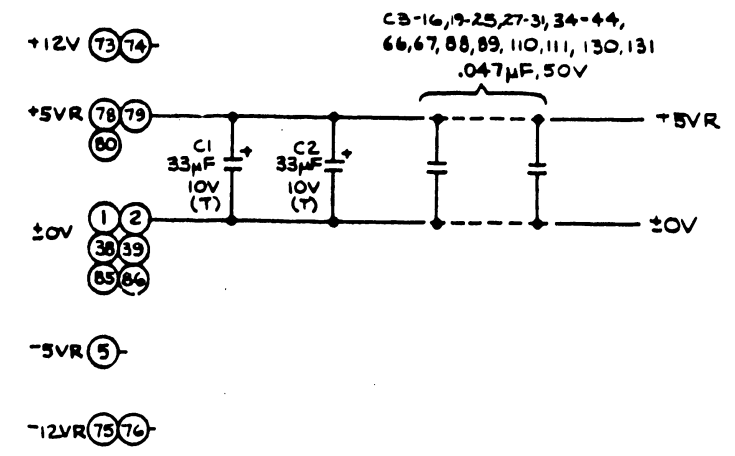 C3-16, 19-25, 27-31, 34-44,
66, 67, 88, 89, 110, 111, 130, 131
.047µF, 50V
+12V 73 74
+5VR 78 79
80
+5VR
C1
33µF
10V
(T)
+
C2
33µF
10V
(T)
+
±0V 1 2
38 39
85 86
±0V
-5VR 5
-12VR 75 76